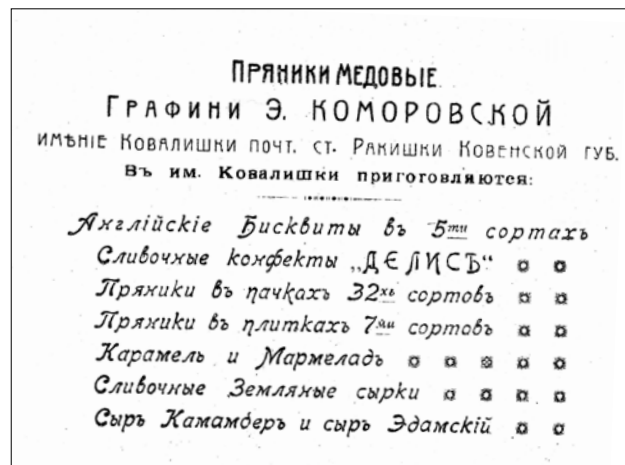 ПРЯНИКИ МЕДОВЫЕ
ГРАФИНИ Э. КОМОРОВСКОЙ
ИМѢНІЕ КОВАЛИШКИ ПОЧТ. СТ. РАКИШКИ КОВЕНСКОЙ ГУБ.
Въ им. Ковалишки приготовляются:
Англійскіе Бисквиты въ 5ти сортахъ
Сливочные конфекты „ДЕЛИСЪ“
Пряники въ пачкахъ 32хъ сортовъ
Пряники въ плиткахъ 7ми сортовъ
Карамель и Мармеладъ
Сливочные Земляные сырки
Сыръ Камамберъ и сыръ Эдамскій